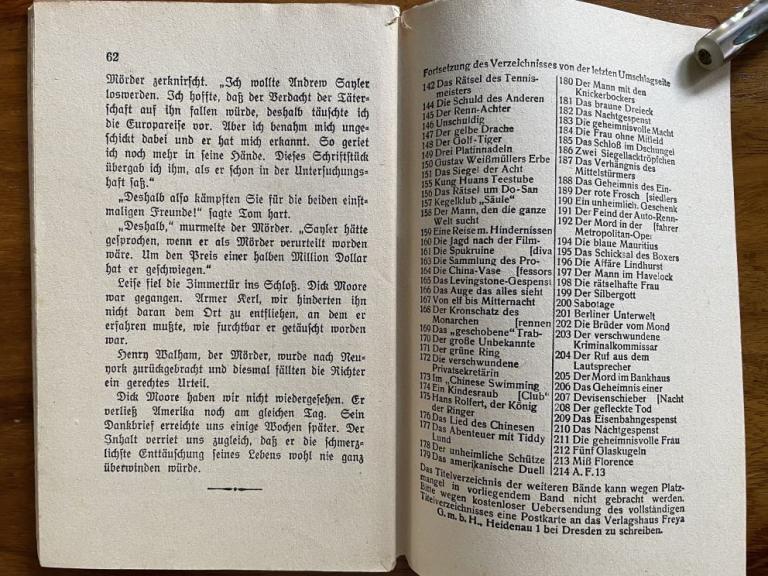 62
Mörder zerknirscht. „Ich wollte Andrew Sayler
loswerden. Ich hoffte, daß der Verdacht der Täter-
schaft auf ihn fallen würde, deshalb täuschte ich
die Europareise vor. Aber ich benahm mich unge-
schickt dabei und er hat mich erkannt. So geriet
ich noch mehr in seine Hände. Dieses Schriftstück
übergab ich ihm, als er schon in der Untersuchungs-
haft saß.“
„Deshalb also kämpften Sie für die beiden einst-
maligen Freunde!“ sagte Tom hart.
„Deshalb,“ murmelte der Mörder. „Sayler hätte
gesprochen, wenn er als Mörder verurteilt worden
wäre. Um den Preis einer halben Million Dollar
hat er geschwiegen.“
Leise fiel die Zimmertür ins Schloß. Dick Moore
war gegangen. Armer Kerl, wir hinderten ihn
nicht daran dem Ort zu entfliehen, an dem er
erfahren mußte, wie furchtbar er getäuscht worden
war.
Henry Walham, der Mörder, wurde nach Neu-
york zurückgebracht und diesmal fällten die Richter
ein gerechtes Urteil.
Dick Moore haben wir nicht wiedergesehen. Er
verließ Amerika noch am gleichen Tag. Sein
Dankbrief erreichte uns einige Wochen später. Der
Inhalt verriet uns zugleich, daß er die schmerz-
lichste Enttäuschung seines Lebens wohl nie ganz
überwinden würde.
Fortsetzung des Verzeichnisses von der letzten Umschlagseite
142 Das Rätsel des Tennis-
meisters
144 Die Schuld des Anderen
145 Der Renn-Achter
146 Unschuldig
147 Der gelbe Drache
148 Der Golf-Tiger
149 Drei Platinnadeln
150 Gustav Weißmüllers Erbe
151 Das Siegel der Acht
155 Kung Huans Teestube
156 Das Rätsel um Do-San
157 Kegelklub „Säule“
158 Der Mann, den die ganze
Welt sucht
159 Eine Reise m. Hindernissen
160 Die Jagd nach der Film-
161 Die Spukruine [diva
163 Die Sammlung des Pro-
164 Die China-Vase [fessors
165 Das Levingstone-Gespenst
166 Das Auge das alles sieht
167 Von elf bis Mitternacht
168 Der Kronschatz des
Monarchen [rennen
169 Das „geschobene“ Trab-
170 Der große Unbekannte
171 Der grüne Ring
172 Die verschwundene
Privatsekretärin
173 Im „Chinese Swimming
174 Ein Kindesraub [Club“
175 Hans Rolfert, der König
der Ringer
176 Das Lied des Chinesen
177 Das Abenteuer mit Tiddy
Lund
178 Der unheimliche Schütze
179 Das amerikanische Duell
180 Der Mann mit den
Knickerbockers
181 Das braune Dreieck
182 Das Nachtgespenst
183 Die geheimnisvolle Macht
184 Die Frau ohne Mitleid
185 Das Schloß im Dschungel
186 Zwei Siegellacktröpfchen
187 Das Verhängnis des
Mittelstürmers
188 Das Geheimnis des Ein-
189 Der rote Frosch [siedlers
190 Ein unheimlich. Geschenk
191 Der Feind der Auto-Renn-
192 Der Mord in der [fahrer
Metropolitan-Oper
194 Die blaue Mauritius
195 Das Schicksal des Boxers
196 Die Affäre Lindhurst
197 Der Mann im Havelock
198 Die rätselhafte Frau
199 Der Silbergott
200 Sabotage
201 Berliner Unterwelt
202 Die Brüder vom Mond
203 Der verschwundene
Kriminalkommissar
204 Der Ruf aus dem
Lautsprecher
205 Der Mord im Bankhaus
206 Das Geheimnis einer
207 Devisenschieber [Nacht
208 Der gefleckte Tod
209 Das Eisenbahngespenst
210 Das Nachtgespenst
211 Die geheimnisvolle Frau
212 Fünf Glaskugeln
213 Miß Florence
214 A. F. 13
Das Titelverzeichnis der weiteren Bände kann wegen Platz-
mangel in vorliegendem Band nicht gebracht werden.
Bitte wegen kostenloser Uebersendung des vollständigen
Titelverzeichnisses eine Postkarte an das Verlagshaus Freya
G. m. b. H., Heidenau 1 bei Dresden zu schreiben.